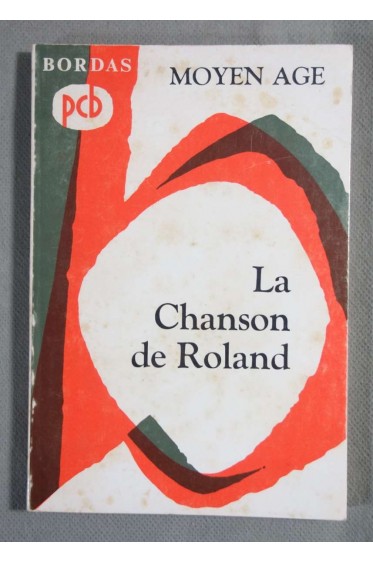 BORDAS
pcb
MOYEN AGE
La
Chanson
de Roland